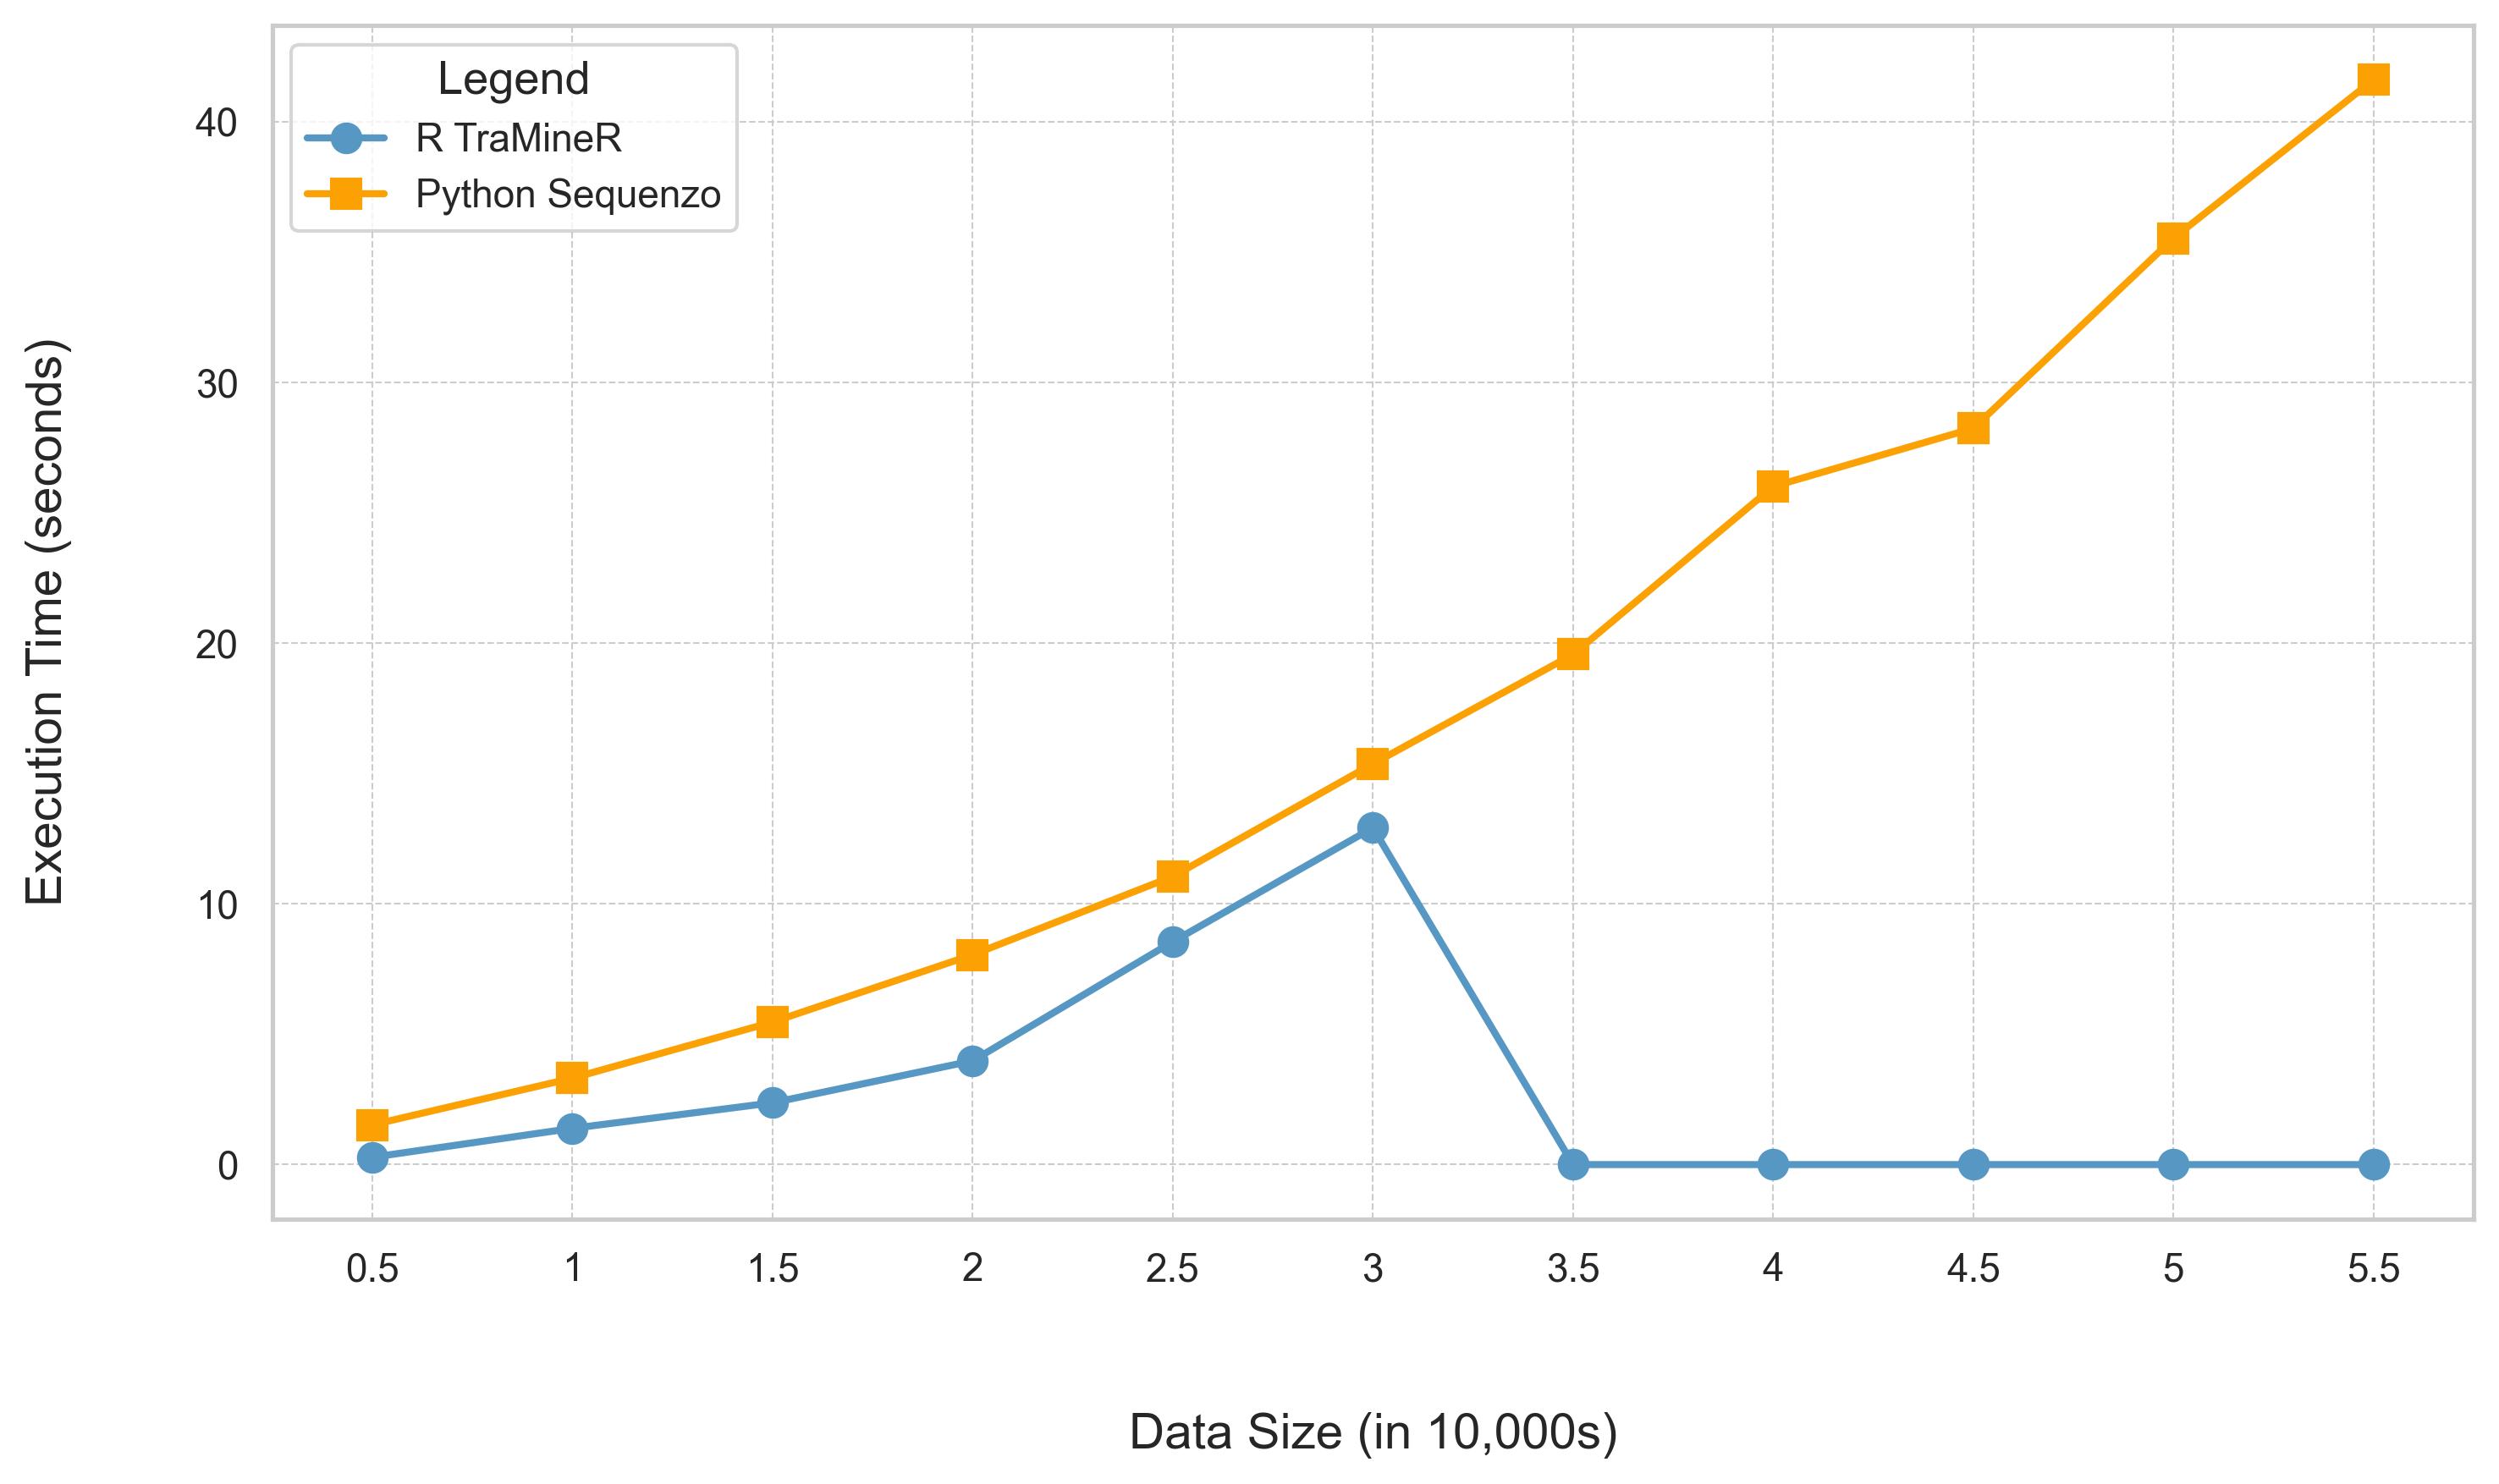 Legend
R TraMineR
Python Sequenzo
Execution Time (seconds)
40
30
20
10
0
0.5 1 1.5 2 2.5 3 3.5 4 4.5 5 5.5
Data Size (in 10,000s)